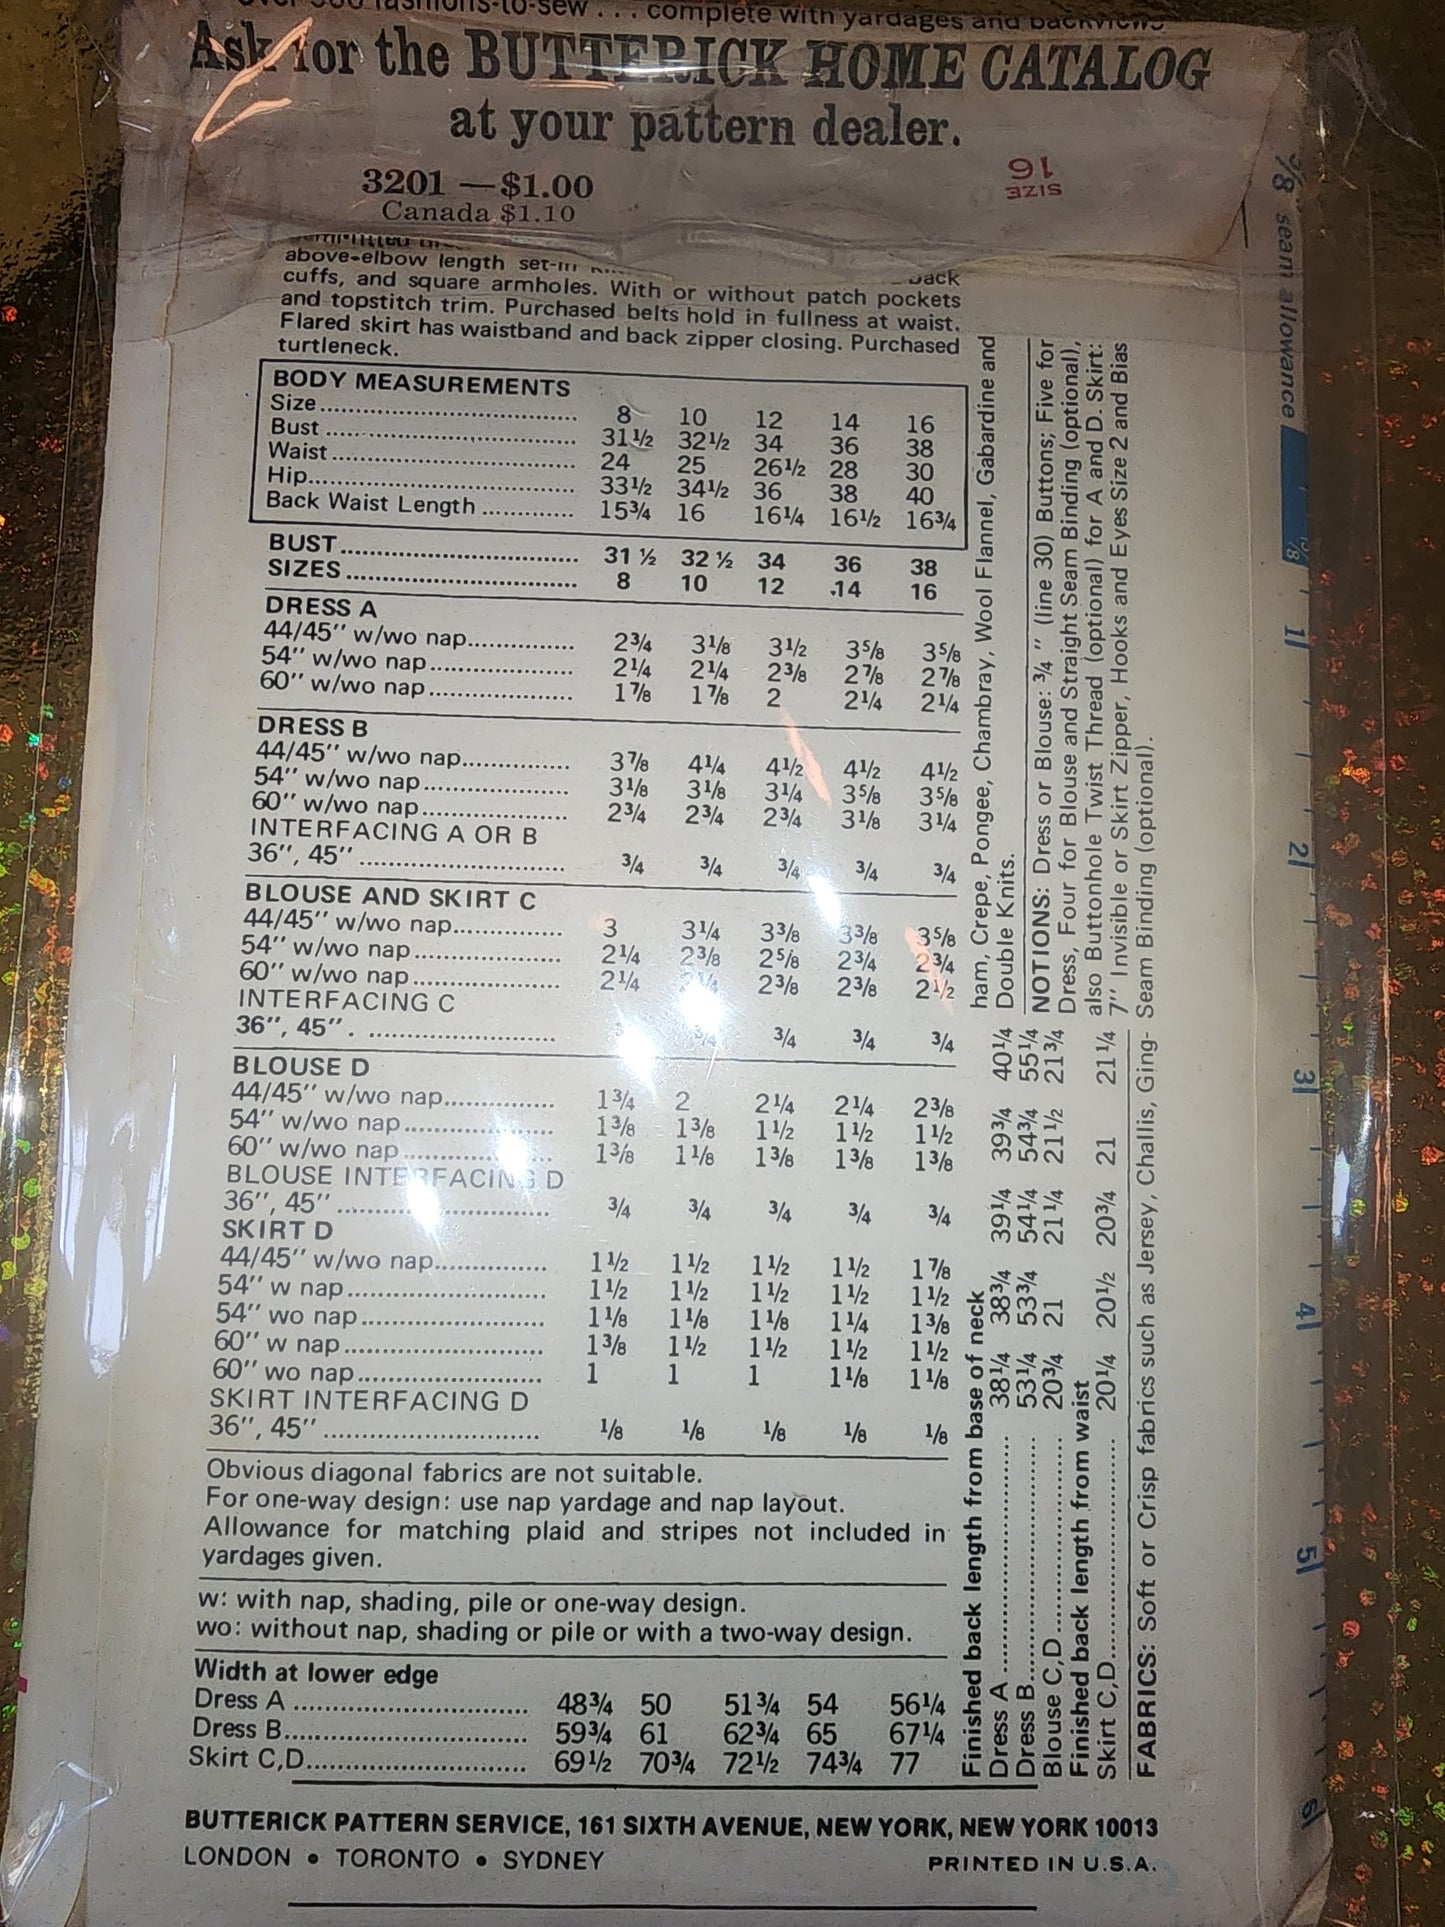 fashions-to-sew . . . complete with yardages and backviews
Ask for the BUTTERICK HOME CATALOG
at your pattern dealer.
3201 —$1.00
Canada $1.10
SIZE
16
5/8 seam allowance
above-elbow length set-in back
cuffs, and square armholes. With or without patch pockets
and topstitch trim. Purchased belts hold in fullness at waist.
Flared skirt has waistband and back zipper closing. Purchased
turtleneck.
BODY MEASUREMENTS
Size 8 10 12 14 16
Bust 31½ 32½ 34 36 38
Waist 24 25 26½ 28 30
Hip 33½ 34½ 36 38 40
Back Waist Length 15¾ 16 16¼ 16½ 16¾
BUST 31 ½ 32 ½ 34 36 38
SIZES 8 10 12 .14 16
DRESS A
44/45" w/wo nap 2¾ 3⅛ 3½ 3⅝ 3⅝
54" w/wo nap 2¼ 2¼ 2⅜ 2⅞ 2⅞
60" w/wo nap 1⅞ 1⅞ 2 2¼ 2¼
DRESS B
44/45" w/wo nap 3⅞ 4¼ 4½ 4½ 4½
54" w/wo nap 3⅛ 3⅛ 3¼ 3⅝ 3⅝
60" w/wo nap 2¾ 2¾ 2¾ 3⅛ 3¼
INTERFACING A OR B
36", 45" ¾ ¾ ¾ ¾ ¾
BLOUSE AND SKIRT C
44/45" w/wo nap 3 3¼ 3⅜ 3⅜ 3⅝
54" w/wo nap 2¼ 2⅜ 2⅝ 2¾ 2¾
60" w/wo nap 2¼ 2⅜ 2⅜ 2½
INTERFACING C
36", 45" . ¾ ¾ ¾ ¾
BLOUSE D
44/45" w/wo nap 1¾ 2 2¼ 2¼ 2⅜
54" w/wo nap 1⅜ 1⅜ 1½ 1½ 1½
60" w/wo nap 1⅜ 1⅛ 1⅜ 1⅜ 1⅜
BLOUSE INTERFACING D
36", 45" ¾ ¾ ¾ ¾ ¾
SKIRT D
44/45" w/wo nap 1½ 1½ 1½ 1½ 1⅞
54" w nap 1½ 1½ 1½ 1½ 1½
54" wo nap 1⅛ 1⅛ 1⅛ 1¼ 1⅜
60" w nap 1⅜ 1½ 1½ 1½ 1½
60" wo nap 1 1 1 1⅛ 1⅛
SKIRT INTERFACING D
36", 45" ⅛ ⅛ ⅛ ⅛ ⅛
Obvious diagonal fabrics are not suitable.
For one-way design: use nap yardage and nap layout.
Allowance for matching plaid and stripes not included in
yardages given.
w: with nap, shading, pile or one-way design.
wo: without nap, shading or pile or with a two-way design.
Width at lower edge
Dress A 48¾ 50 51¾ 54 56¼
Dress B 59¾ 61 62¾ 65 67¼
Skirt C,D 69½ 70¾ 72½ 74¾ 77
Finished back length from base of neck
Dress A 38¼ 38¾ 39¼ 39¾ 40¼
Dress B 53¼ 53¾ 54¼ 54¾ 55¼
Blouse C,D 20¾ 21 21¼ 21½ 21¾
Finished back length from waist
Skirt C,D 20¼ 20½ 20¾ 21 21¼
FABRICS: Soft or Crisp fabrics such as Jersey, Challis, Ging-
ham, Crepe, Pongee, Chambray, Wool Flannel, Gabardine and
Double Knits.
NOTIONS: Dress or Blouse: ¾ " (line 30) Buttons; Five for
Dress, Four for Blouse and Straight Seam Binding (optional),
also Buttonhole Twist Thread (optional) for A and D. Skirt:
7" Invisible or Skirt Zipper, Hooks and Eyes Size 2 and Bias
Seam Binding (optional).
5/8
1
2
3
4
5
6
BUTTERICK PATTERN SERVICE, 161 SIXTH AVENUE, NEW YORK, NEW YORK 10013
LONDON • TORONTO • SYDNEY
PRINTED IN U.S.A.